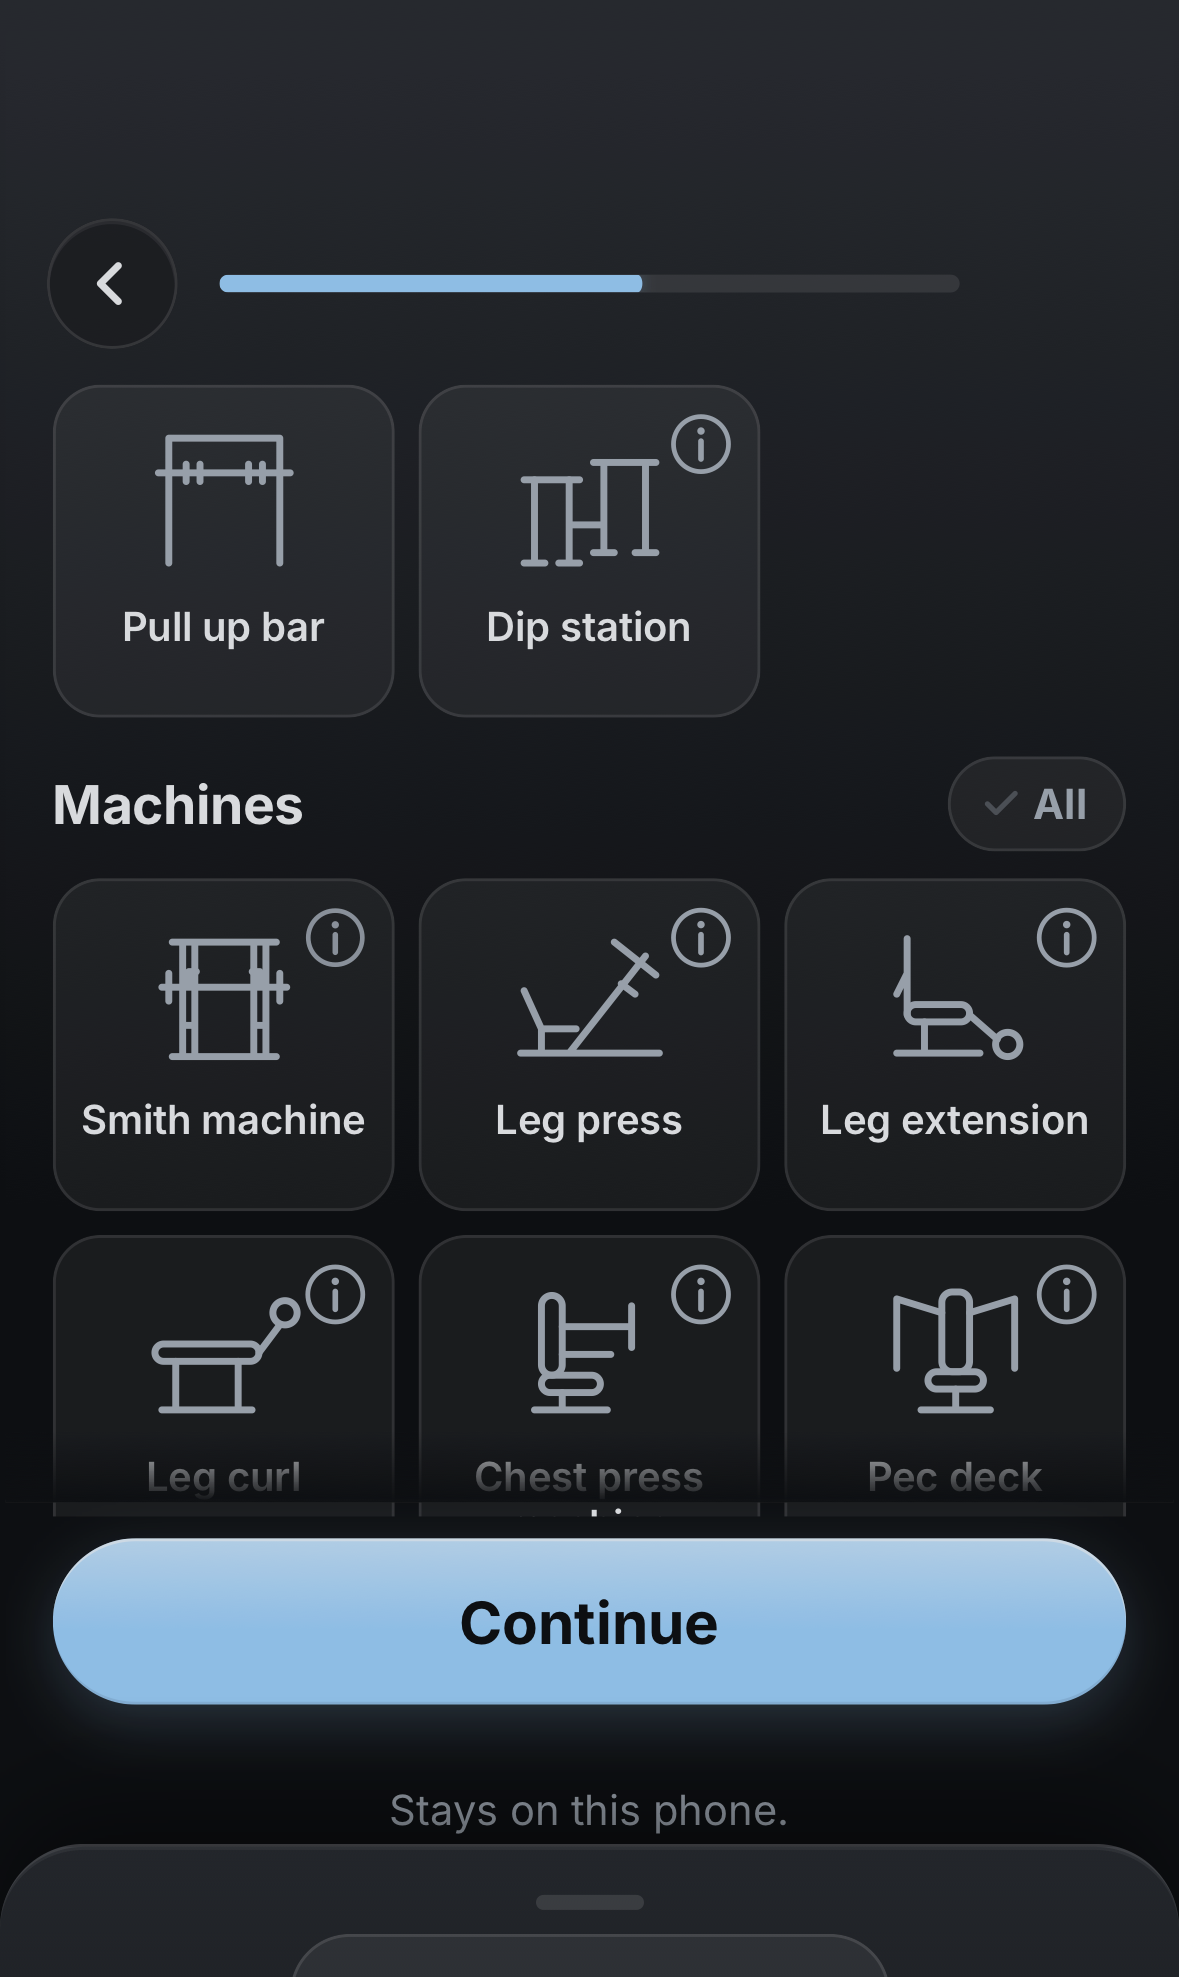 Pull up bar
Dip station
Machines
All
Smith machine
Leg press
Leg extension
Leg curl
Chest press
Pec deck
Continue
Stays on this phone.